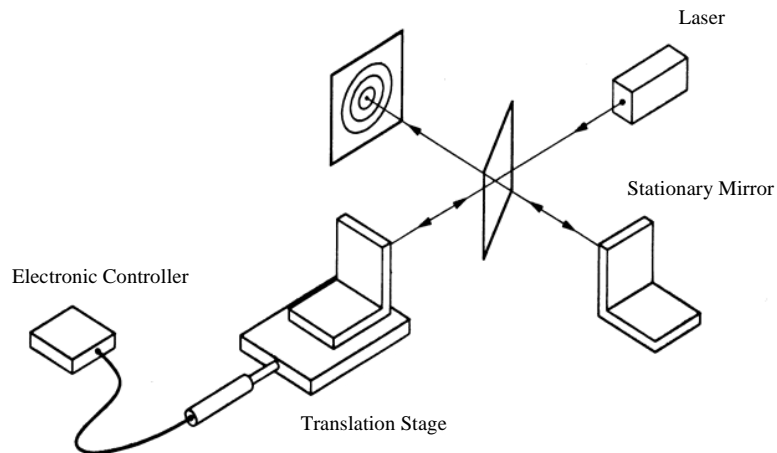 Laser
Stationary Mirror
Electronic Controller
Translation Stage